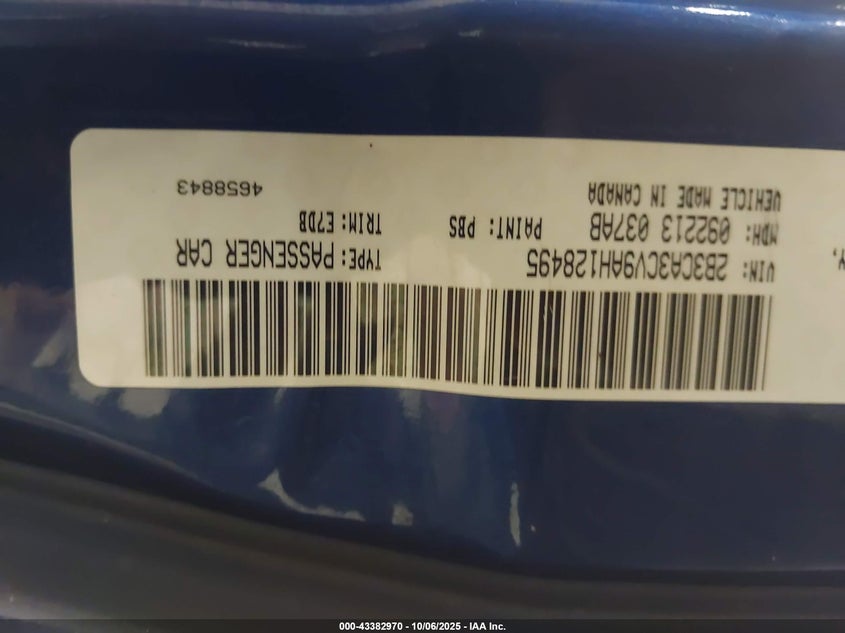 VIN: 2B3CA3CV9AH128495 TYPE: PASSENGER CAR
MDH: 092213 037AB PAINT: PBS TRIM: E7DB
VEHICLE MADE IN CANADA 4658843
000-43382970 - 10/06/2025 - IAA Inc.